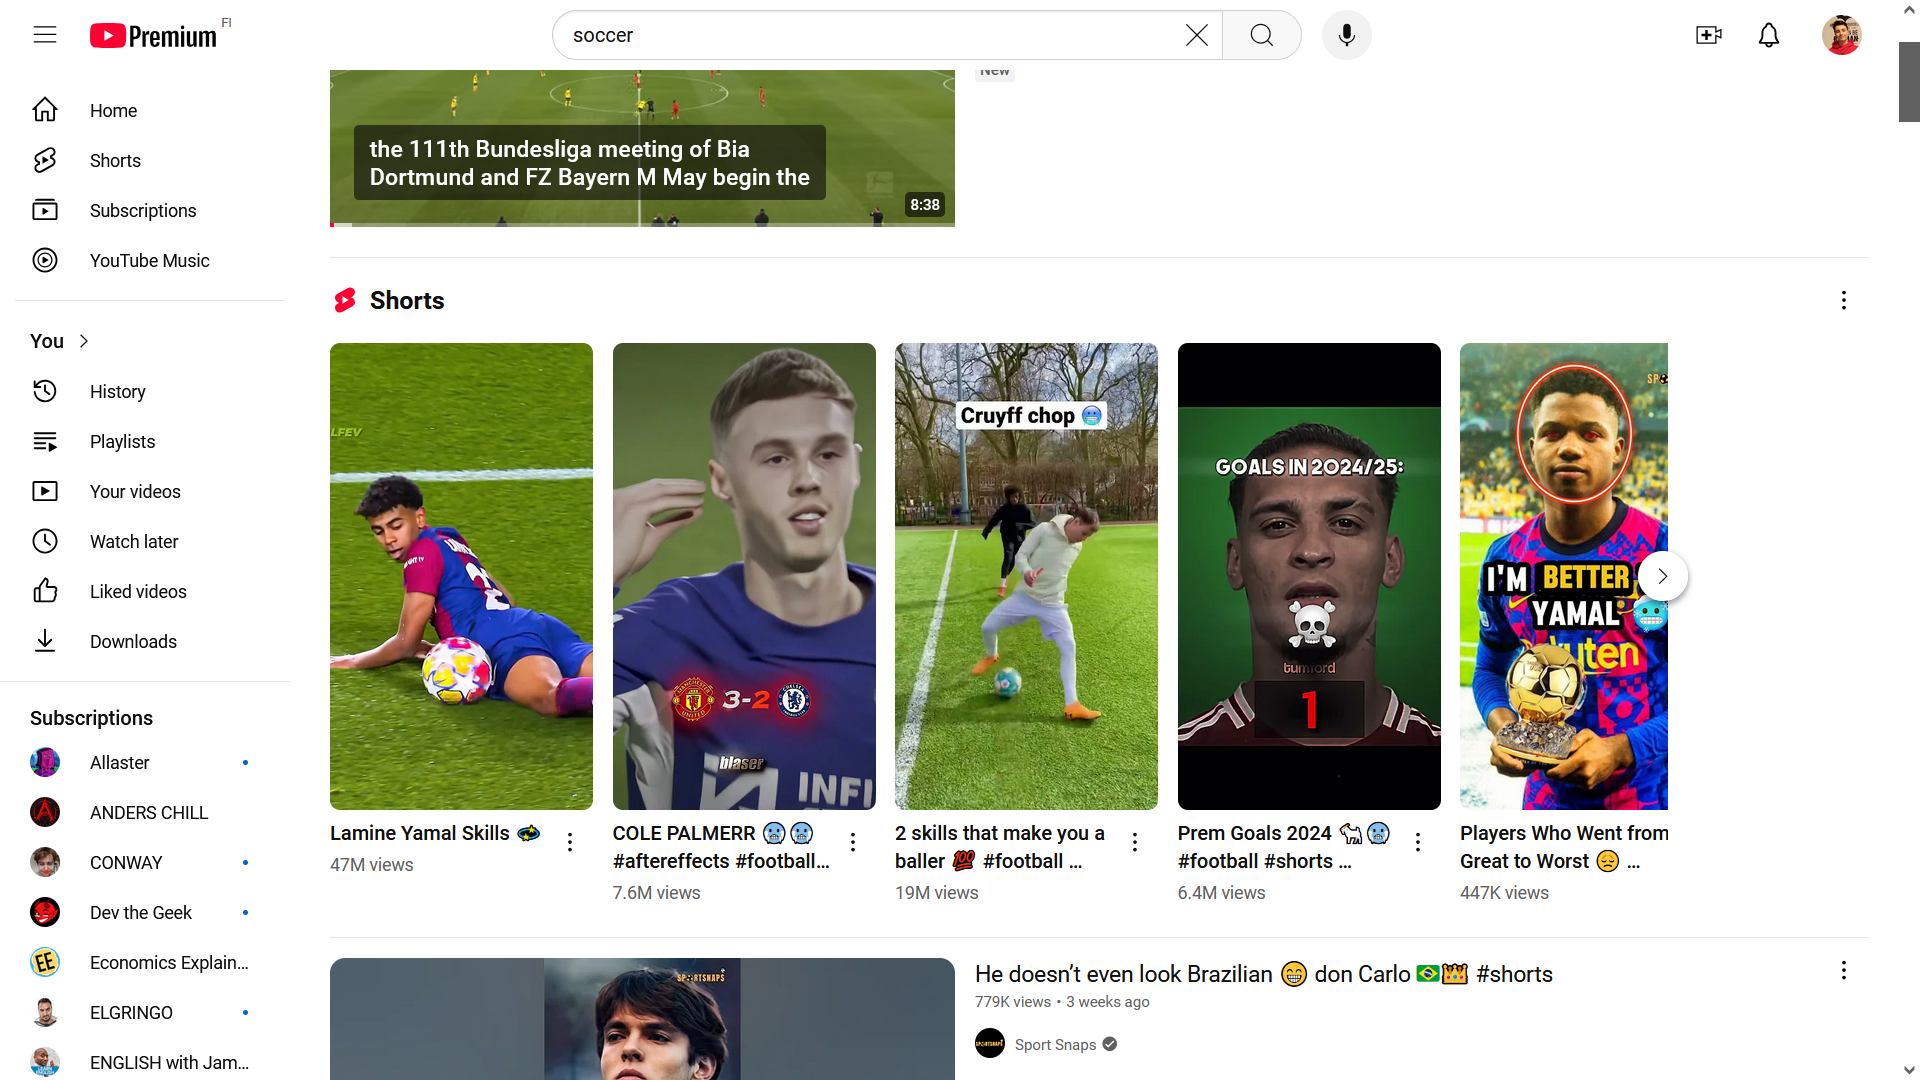 Premium
FI
soccer
Home
Shorts
Subscriptions
YouTube Music
You
History
Playlists
Your videos
Watch later
Liked videos
Downloads
Subscriptions
Allaster
ANDERS CHILL
CONWAY
Dev the Geek
Economics Explain...
ELGRINGO
ENGLISH with Jam...
New
the 111th Bundesliga meeting of Bia
Dortmund and FZ Bayern M May begin the
8:38
Shorts
LFEV
Lamine Yamal Skills
47M views
3-2
blaser
INFI
COLE PALMERR 🥶🥶
#aftereffects #football...
7.6M views
Cruyff chop 🥶
2 skills that make you a
baller 💯 #football ...
19M views
GOALS IN 2024/25:
tumford
1
Prem Goals 2024 🐐🥶
#football #shorts ...
6.4M views
I'M BETTER
YAMAL 🥶
Players Who Went from
Great to Worst 😔 ...
447K views
SPORTSNAPS
He doesn't even look Brazilian 😁 don Carlo 🇧🇷👑 #shorts
779K views • 3 weeks ago
Sport Snaps